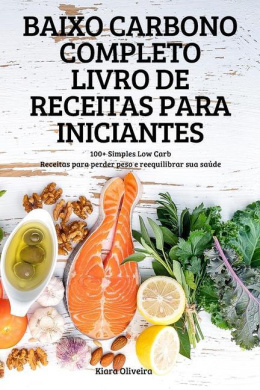 BAIXO CARBONO
COMPLETO
LIVRO DE
RECEITAS PARA
INICIANTES
100+ Simples Low Carb
Receitas para perder peso e reequilibrar sua saúde
Kiara Oliveira